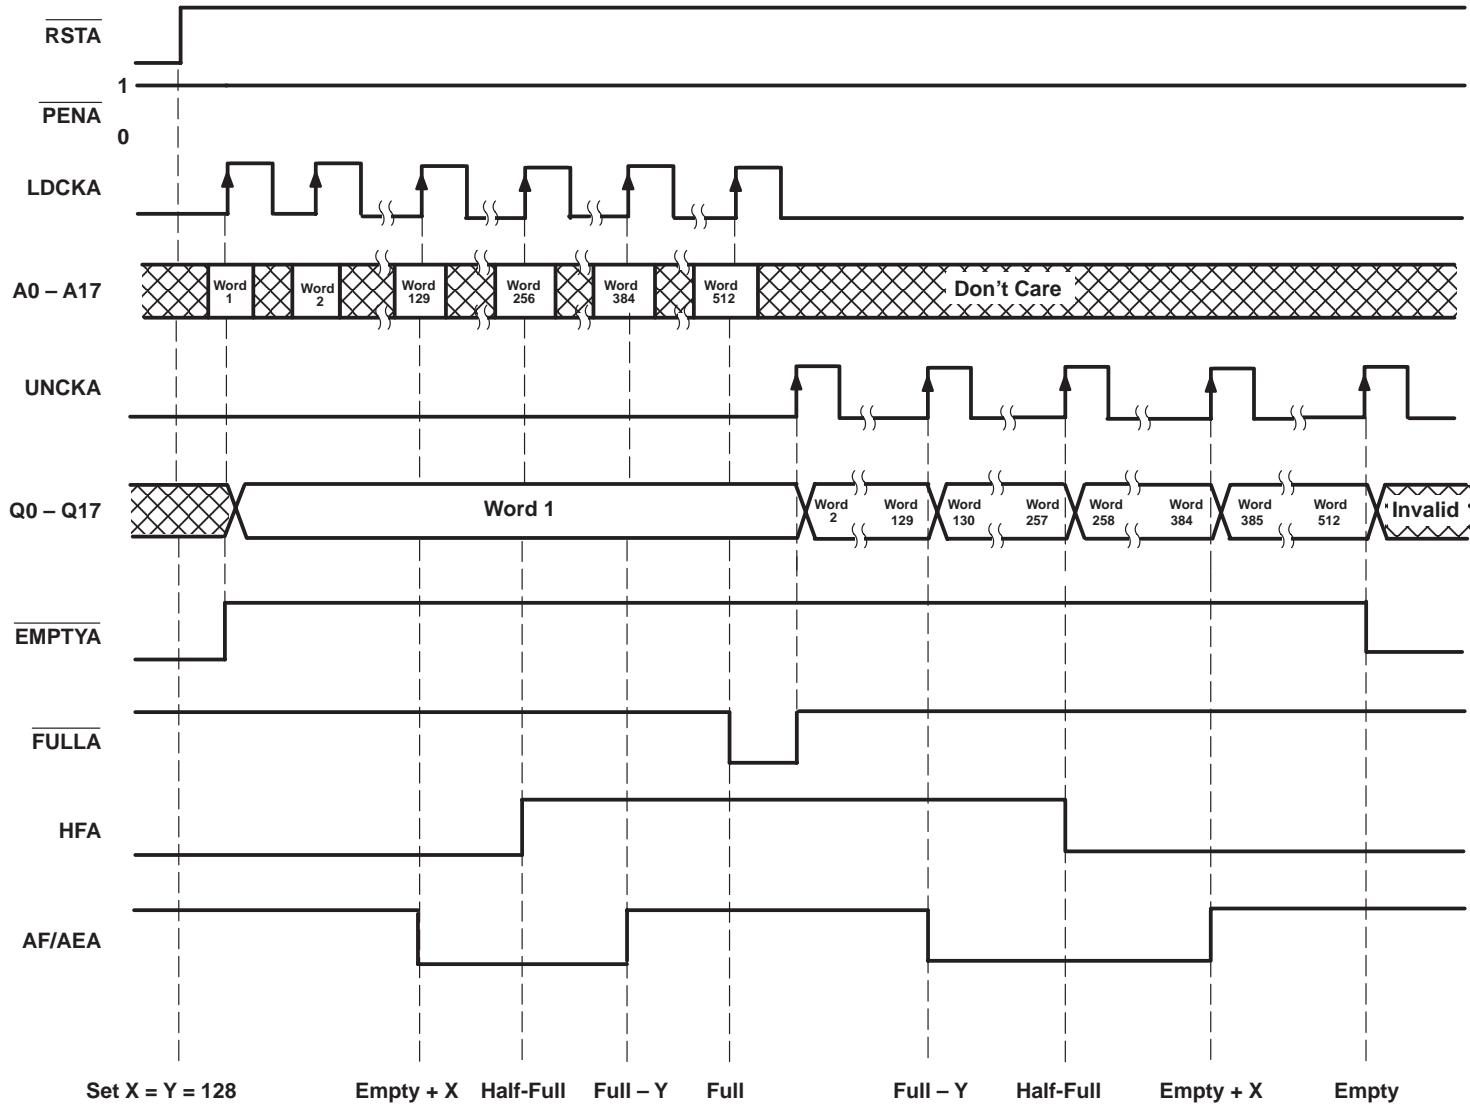 RSTA
1
PENA
0
LDCKA
A0 – A17
Word 1
Word 2
Word 129
Word 256
Word 384
Word 512
Don't Care
UNCKA
Q0 – Q17
Word 1
Word 2
Word 129
Word 130
Word 257
Word 258
Word 384
Word 385
Word 512
Invalid
EMPTYA
FULLA
HFA
AF/AEA
Set X = Y = 128
Empty + X
Half-Full
Full – Y
Full
Full – Y
Half-Full
Empty + X
Empty